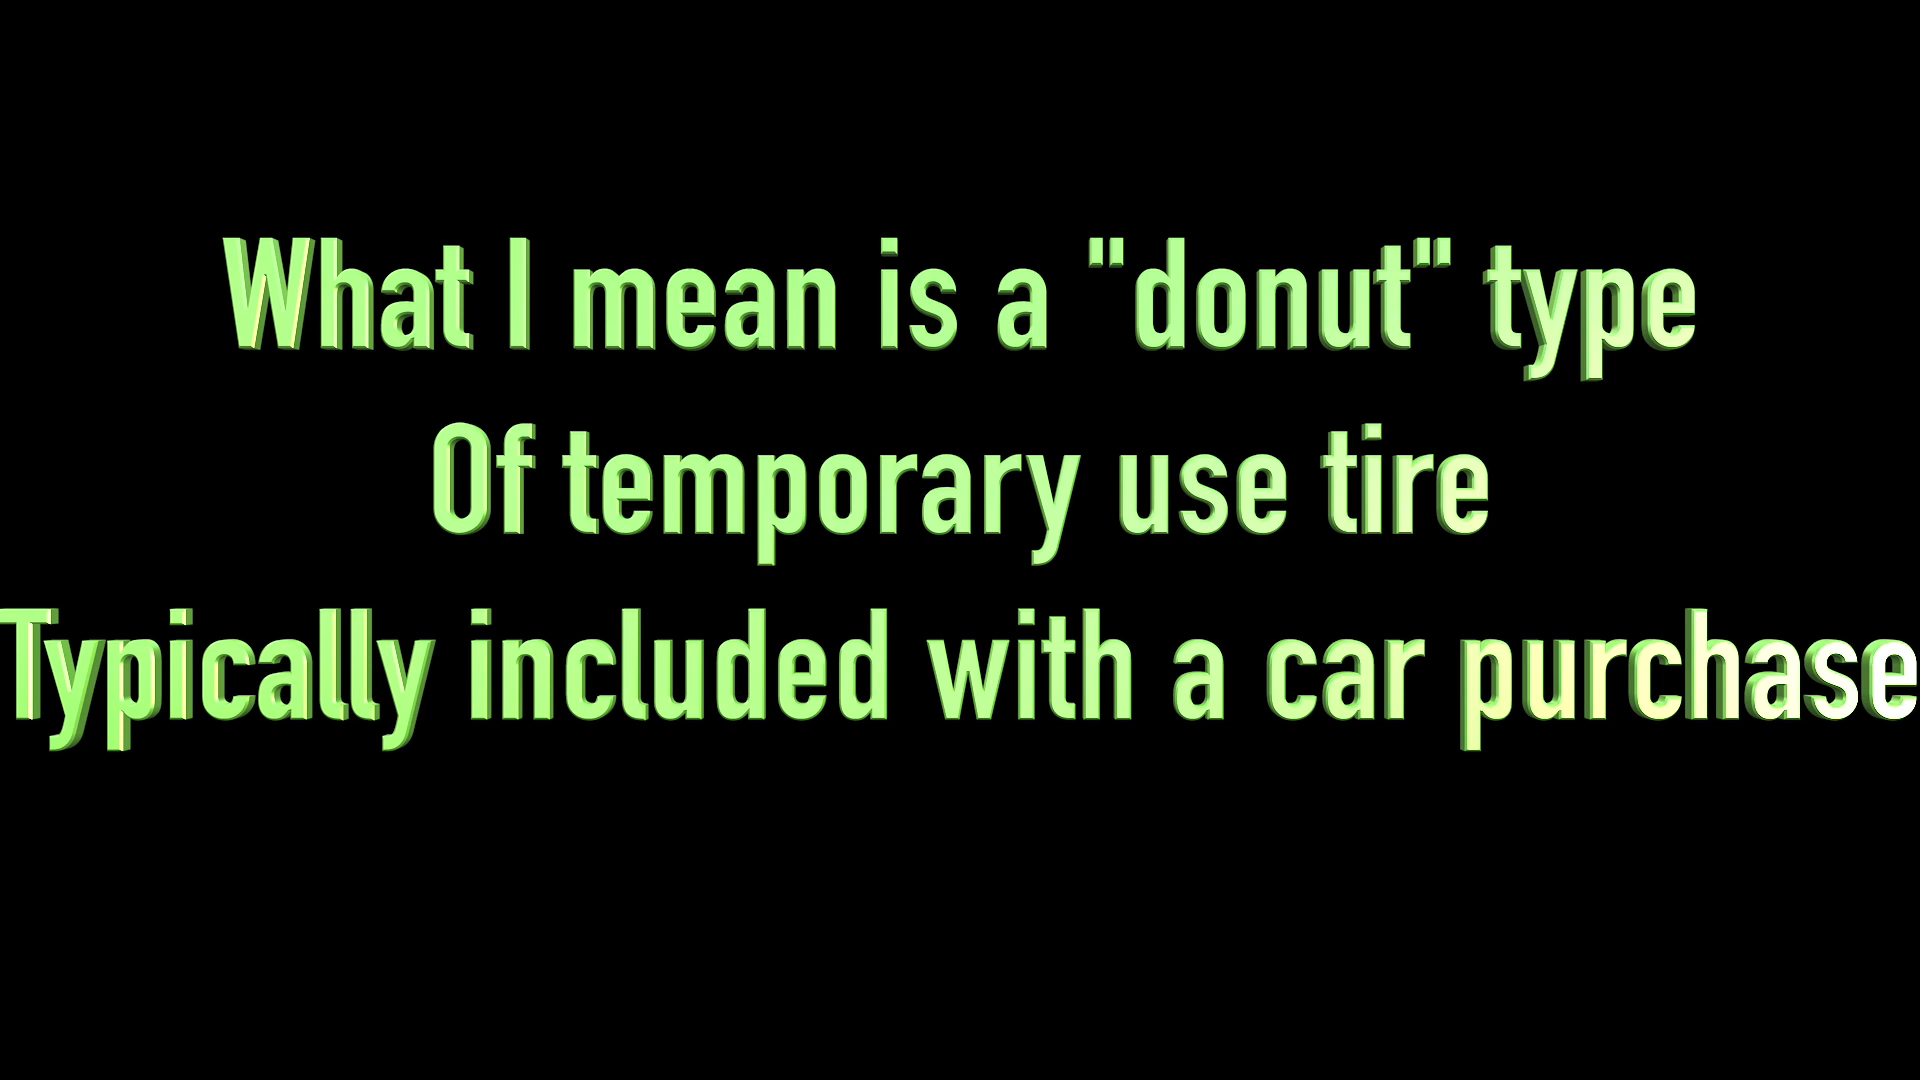 What I mean is a "donut" type
Of temporary use tire
Typically included with a car purchase